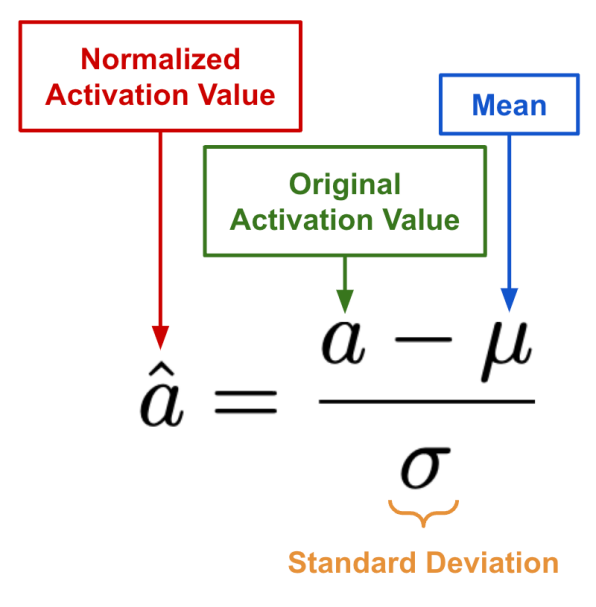 Normalized
Activation Value
Mean
Original
Activation Value
â = (a − μ) / σ
Standard Deviation